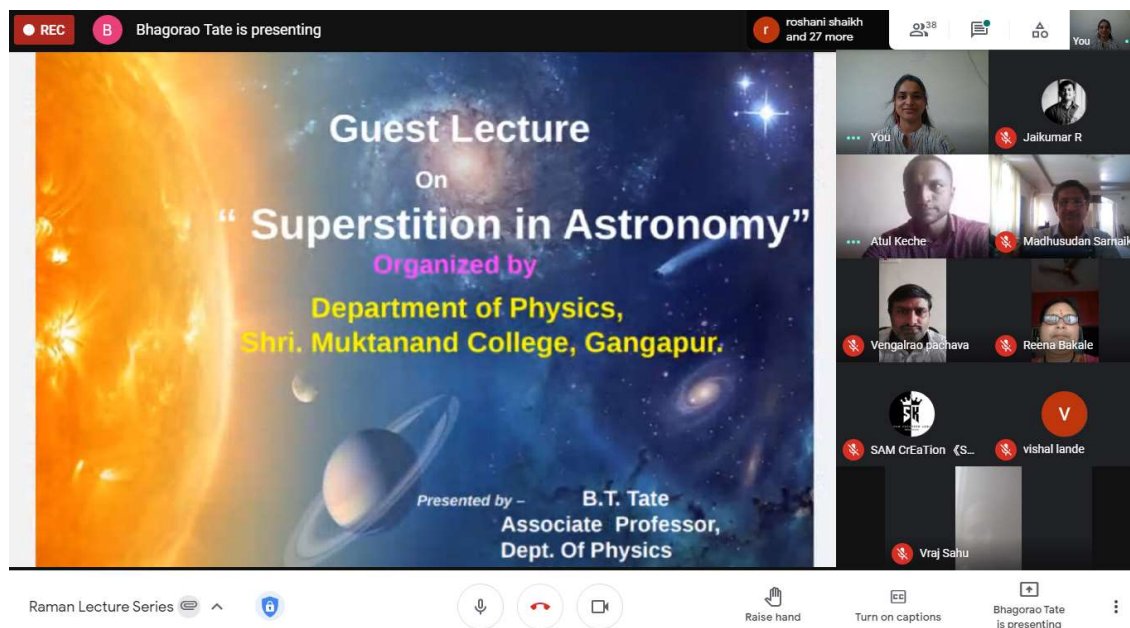 REC
B
Bhagorao Tate is presenting
r
roshani shaikh
and 27 more
38
You
Guest Lecture
On
“ Superstition in Astronomy”
Organized by
Department of Physics,
Shri. Muktanand College, Gangapur.
Presented by – B.T. Tate
Associate Professor,
Dept. Of Physics
You
Jaikumar R
Atul Keche
Madhusudan Sarnaik
Vengalrao pachava
Reena Bakale
SK
SAM CrEaTion 《S...
V
vishal lande
Vraj Sahu
Raman Lecture Series
Raise hand
CC
Turn on captions
Bhagorao Tate
is presenting